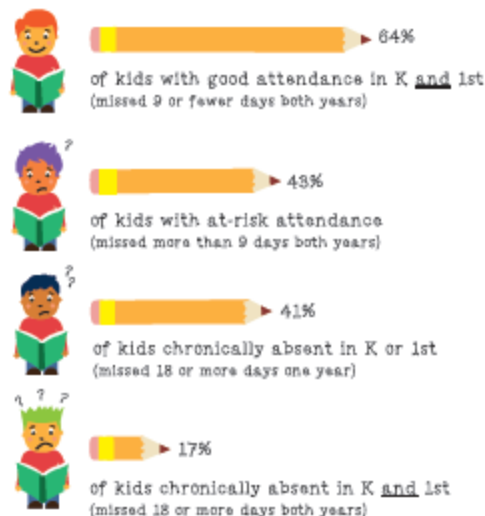 64%
of kids with good attendance in K and 1st
(missed 9 or fewer days both years)
?
43%
of kids with at-risk attendance
(missed more than 9 days both years)
? ?
41%
of kids chronically absent in K or 1st
(missed 18 or more days one year)
? ? ?
17%
of kids chronically absent in K and 1st
(missed 18 or more days both years)